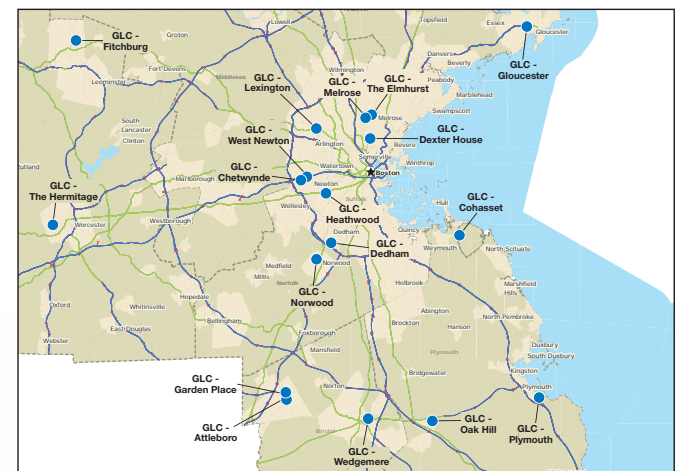 Lowell
Topsfield
Essex
Gloucester
Groton
GLC -
Fitchburg
Danvers
Beverly
GLC -
Gloucester
Fort Devens
Wilmington
Middlesex
Leominster
GLC -
Lexington
GLC -
Melrose
GLC -
The Elmhurst
Peabody
Marblehead
Swampscott
South
Lancaster
Clinton
Melrose
GLC -
West Newton
GLC -
Dexter House
Arlington
Revere
Somerville
Winthrop
Rutland
GLC -
Chetwynde
Watertown
Boston
Marlborough
Newton
GLC -
The Hermitage
Suffolk
Wellesley
GLC -
Heathwood
Hull
GLC -
Cohasset
Worcester
Westborough
Dedham
Quincy
Weymouth
North Scituate
GLC -
Dedham
Medfield
Norwood
Millis
Norfolk
Holbrook
Marshfield
Hills
GLC -
Norwood
Hopedale
Oxford
Whitinsville
Abington
North Pembroke
Bellingham
Brockton
Hanson
East Douglas
Foxborough
Webster
Mansfield
Plymouth
Duxbury
South Duxbury
Bridgewater
Kingston
GLC -
Garden Place
Norton
Plymouth
GLC -
Attleboro
GLC -
Oak Hill
GLC -
Plymouth
Bristol
GLC -
Wedgemere